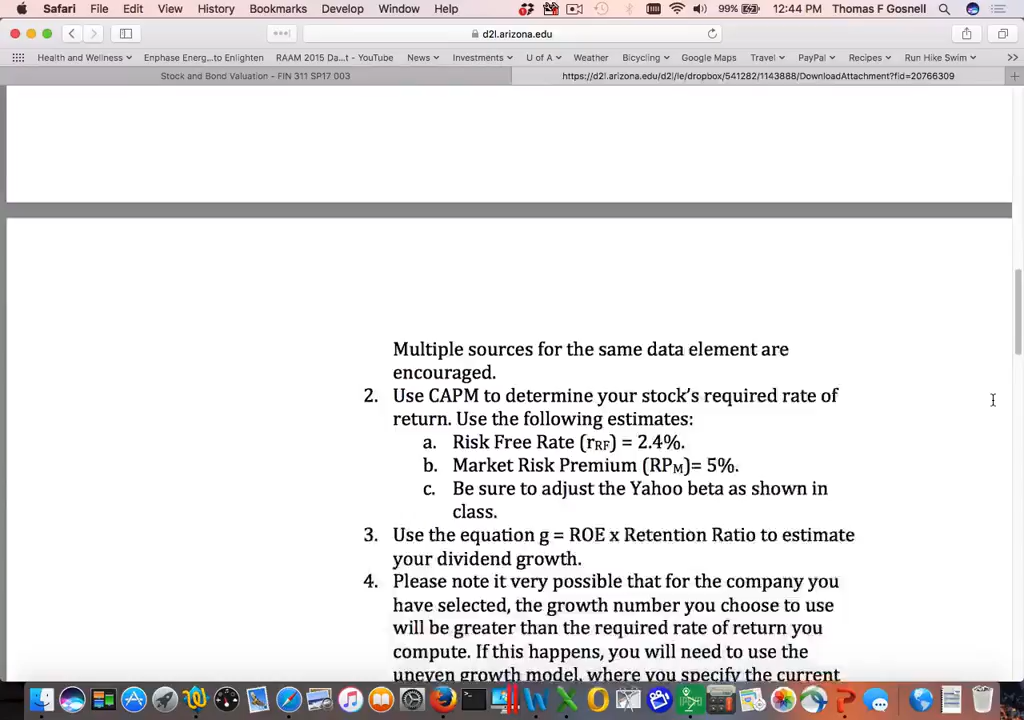 Safari File Edit View History Bookmarks Develop Window Help 99% 12:44 PM Thomas F Gosnell
d2l.arizona.edu
Health and Wellness Enphase Energ...to Enlighten RAAM 2015 Da...t - YouTube News Investments U of A Weather Bicycling Google Maps Travel PayPal Recipes Run Hike Swim >>
Stock and Bond Valuation - FIN 311 SP17 003 https://d2l.arizona.edu/d2l/le/dropbox/541282/1143888/DownloadAttachment?fid=20766309 +
Multiple sources for the same data element are
encouraged.
2. Use CAPM to determine your stock's required rate of
return. Use the following estimates:
a. Risk Free Rate (rRF) = 2.4%.
b. Market Risk Premium (RPM)= 5%.
c. Be sure to adjust the Yahoo beta as shown in
class.
3. Use the equation g = ROE x Retention Ratio to estimate
your dividend growth.
4. Please note it very possible that for the company you
have selected, the growth number you choose to use
will be greater than the required rate of return you
compute. If this happens, you will need to use the
uneven growth model, where you specify the current